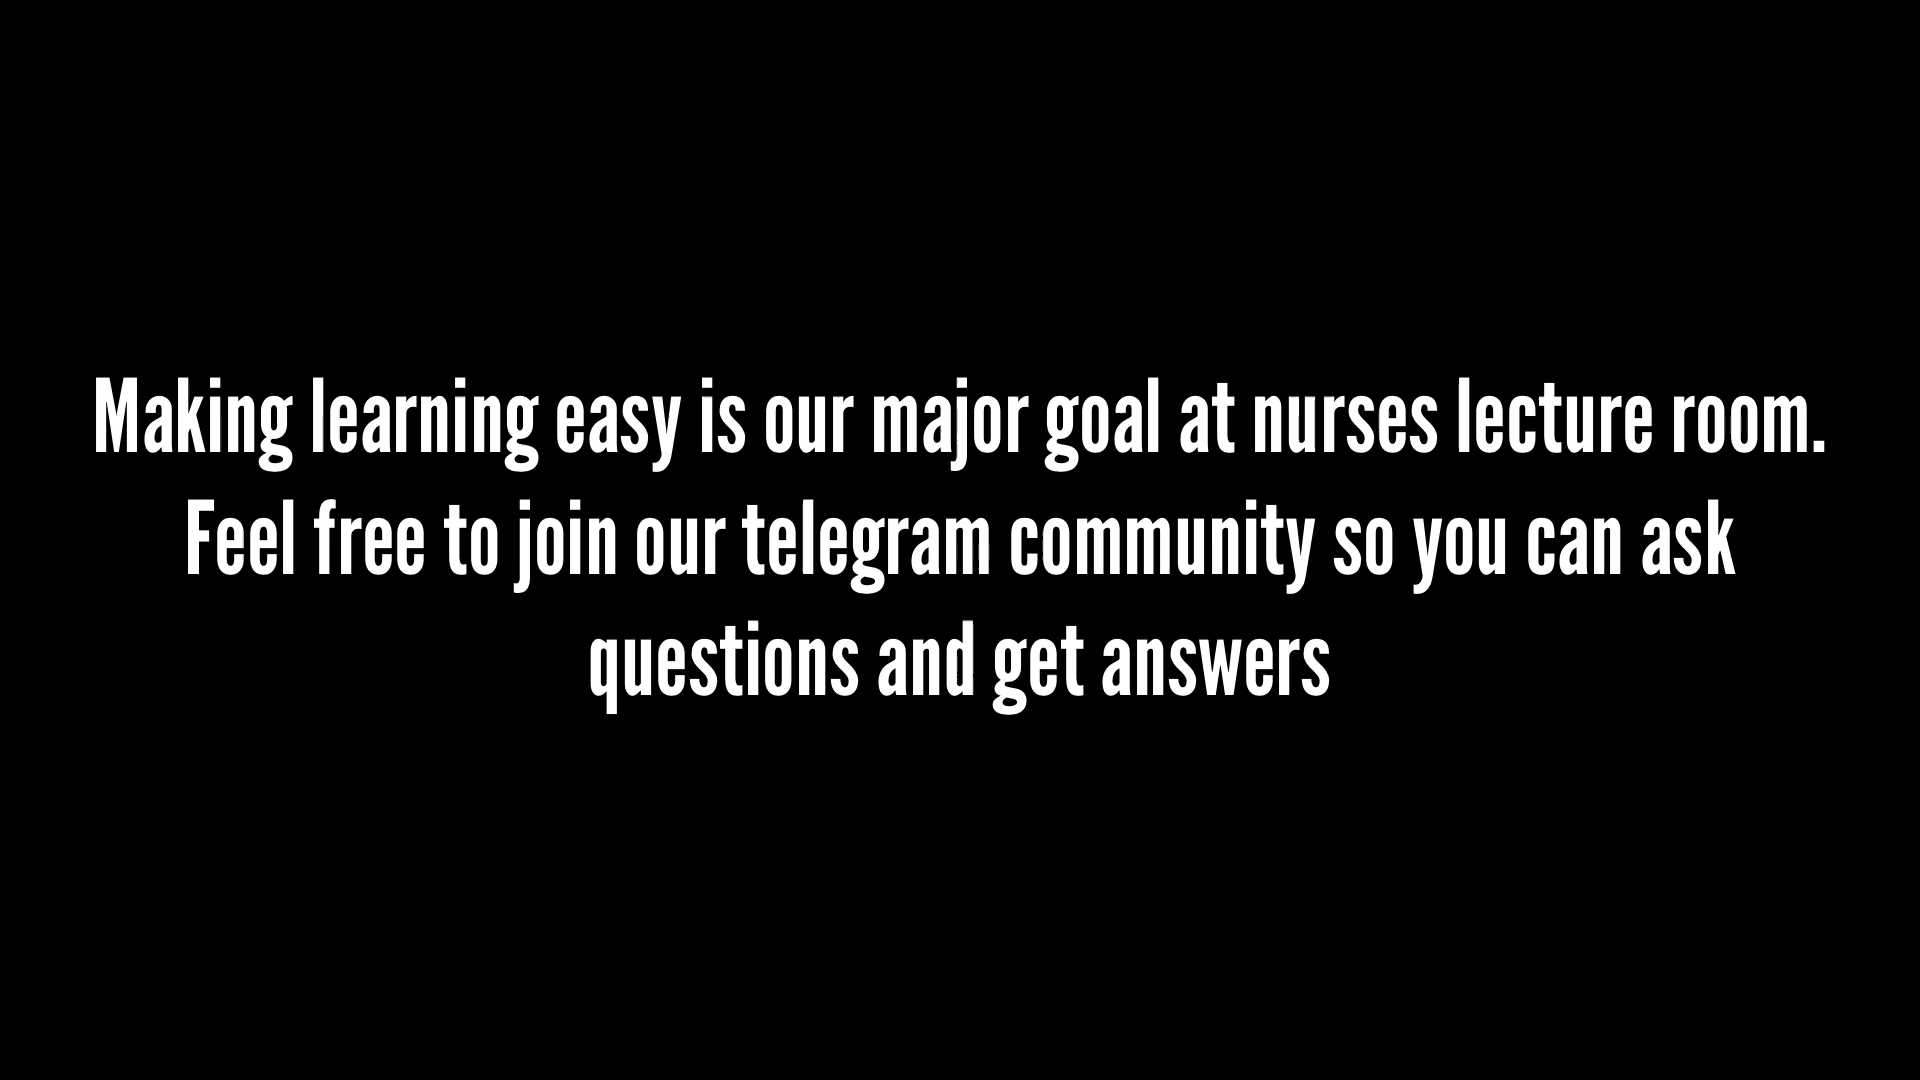 Making learning easy is our major goal at nurses lecture room.
Feel free to join our telegram community so you can ask
questions and get answers